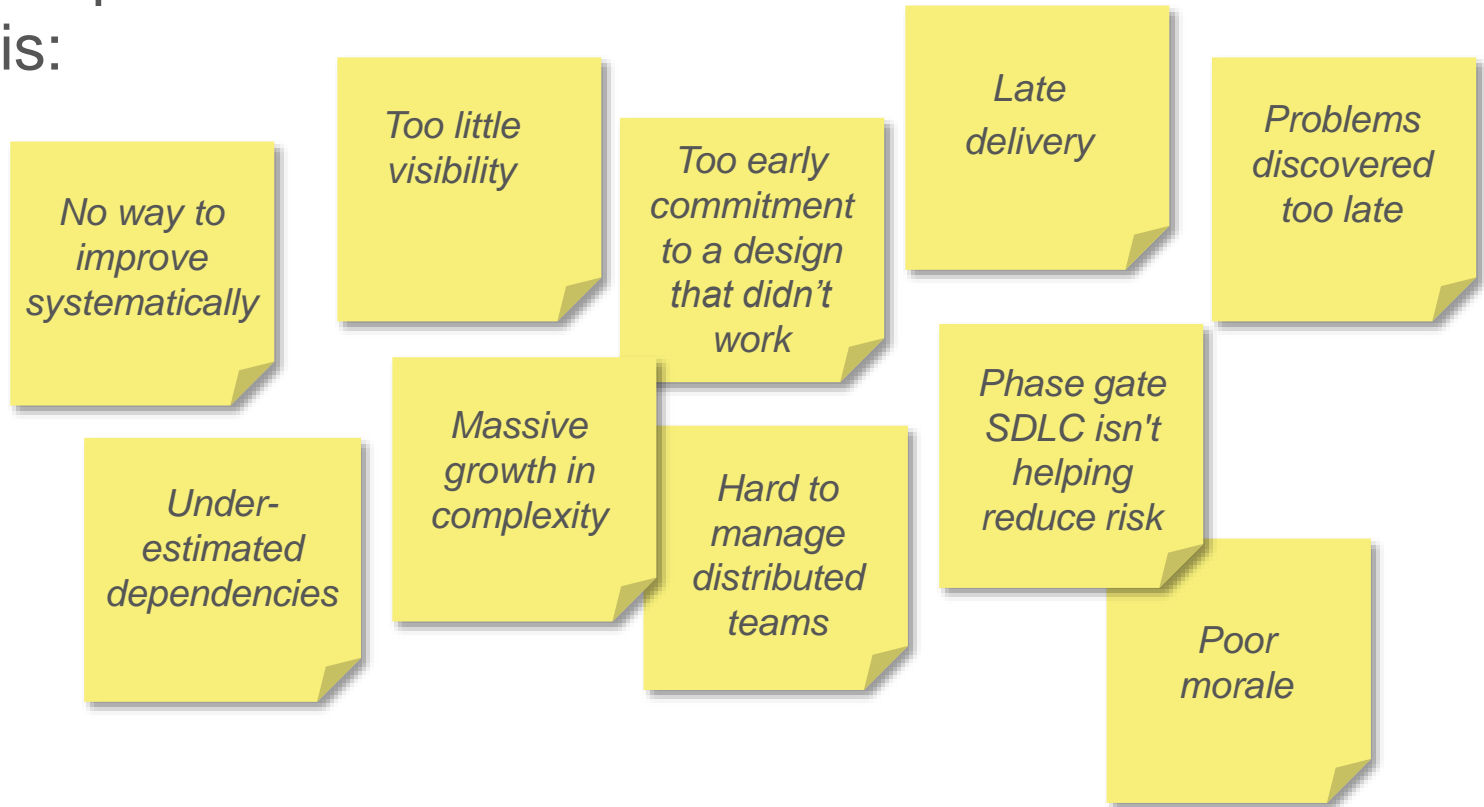 is:
No way to
improve
systematically
Too little
visibility
Too early
commitment
to a design
that didn’t
work
Late
delivery
Problems
discovered
too late
Under-
estimated
dependencies
Massive
growth in
complexity
Hard to
manage
distributed
teams
Phase gate
SDLC isn't
helping
reduce risk
Poor
morale